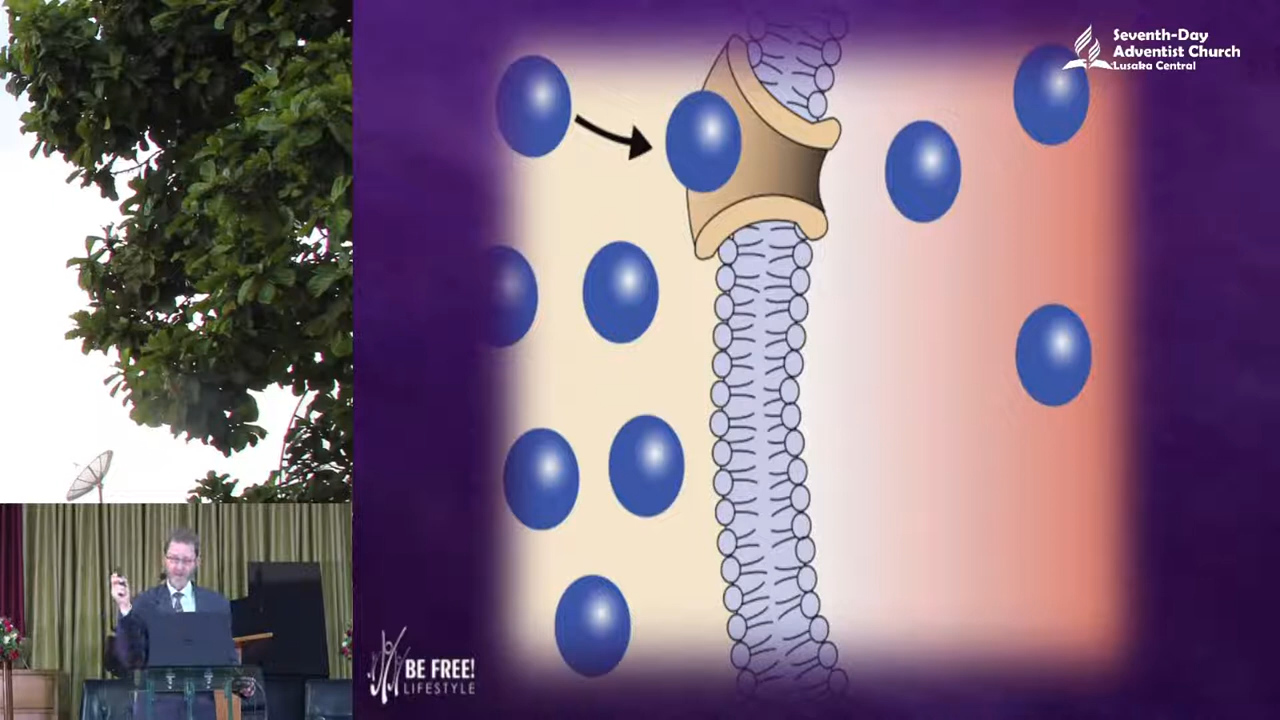 Seventh-Day
Adventist Church
Lusaka Central
BE FREE!
LIFESTYLE